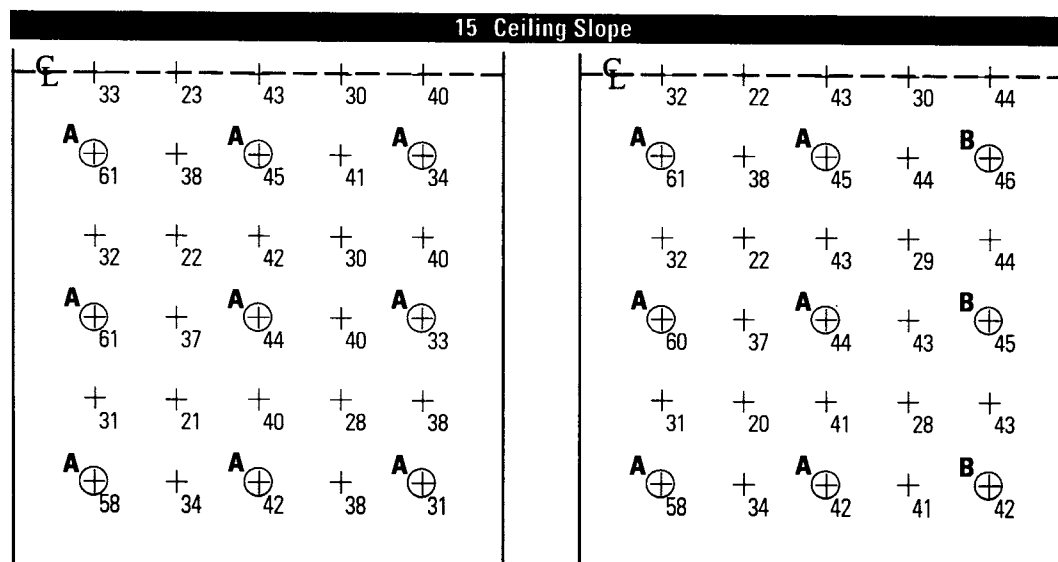 15 Ceiling Slope
℄ 33 23 43 30 40 ℄ 32 22 43 30 44
A A A A A B
61 38 45 41 34 61 38 45 44 46
32 22 42 30 40 32 22 43 29 44
A A A A A B
61 37 44 40 33 60 37 44 43 45
31 21 40 28 38 31 20 41 28 43
A A A A A B
58 34 42 38 31 58 34 42 41 42